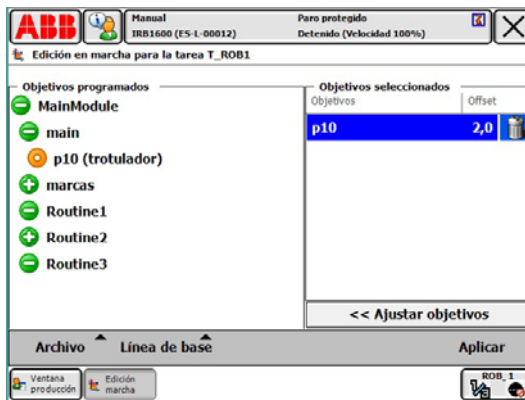 ABB
Manual
IRB1600 (ES-L-00012)
Paro protegido
Detenido (Velocidad 100%)
Edición en marcha para la tarea T_ROB1
Objetivos programados
MainModule
main
p10 (trotulador)
marcas
Routine1
Routine2
Routine3
Objetivos seleccionados
Objetivos Offset
p10 2,0
<< Ajustar objetivos
Archivo Línea de base Aplicar
Ventana producción
Edición marcha
ROB_1